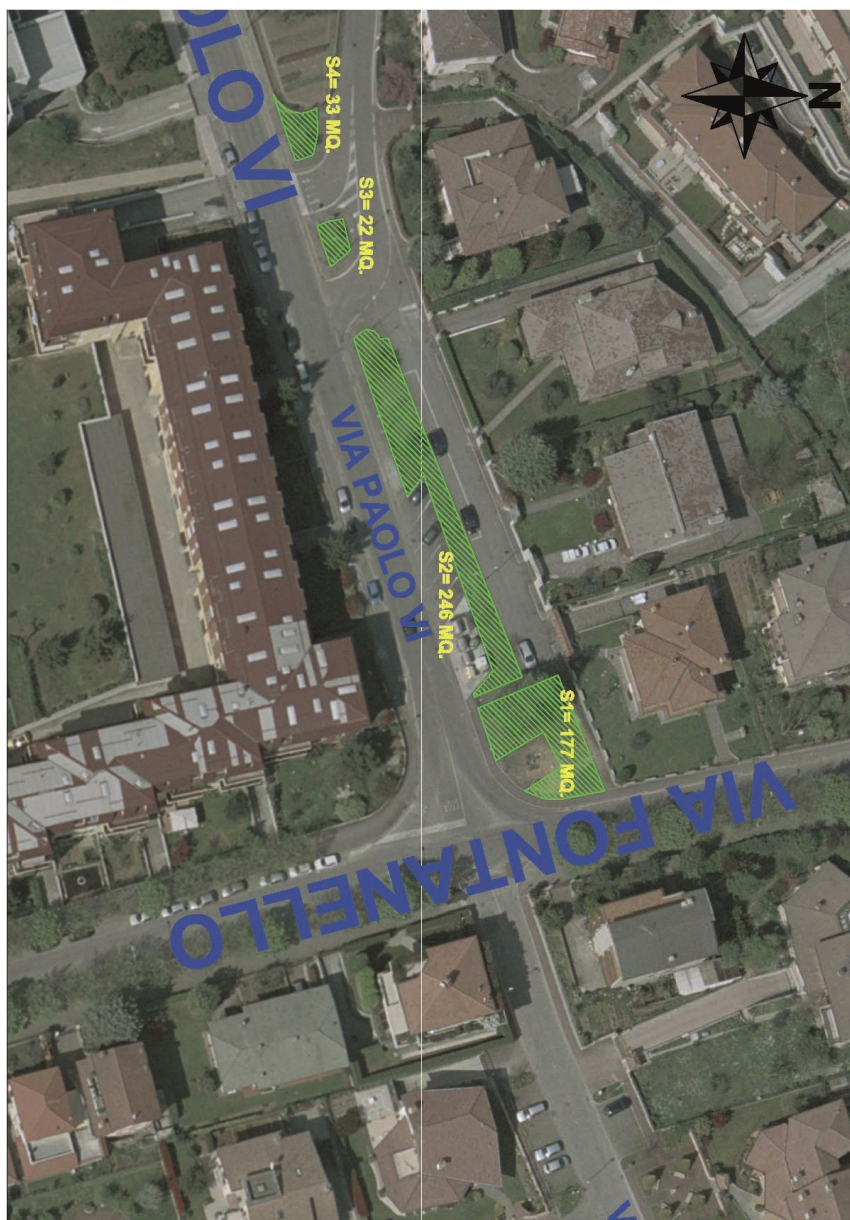 N
OLO VI
S4= 33 MQ.
S3= 22 MQ.
VIA PAOLO VI
S2= 246 MQ.
S1= 177 MQ.
VIA FONTANELLO
V